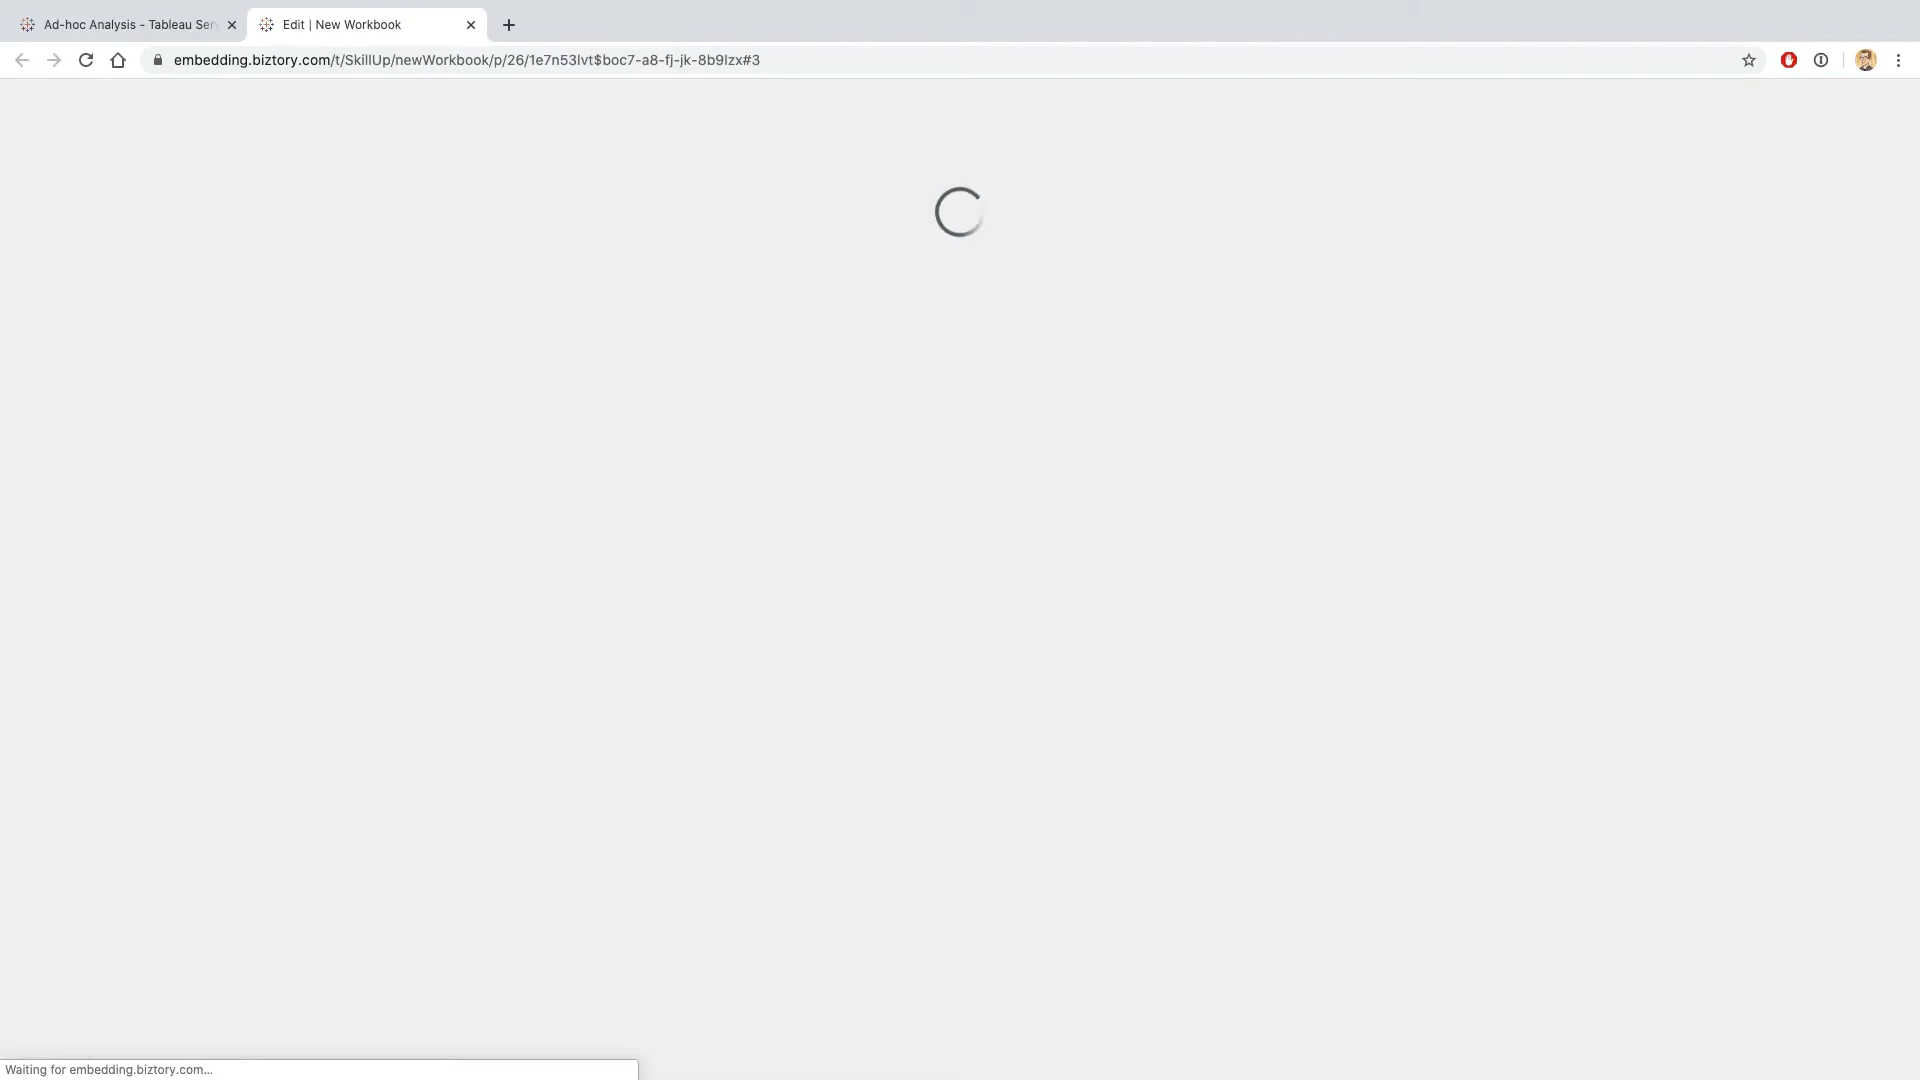 Ad-hoc Analysis - Tableau Ser
Edit | New Workbook
embedding.biztory.com/t/SkillUp/newWorkbook/p/26/1e7n53lvt$boc7-a8-fj-jk-8b9lzx#3
Waiting for embedding.biztory.com...